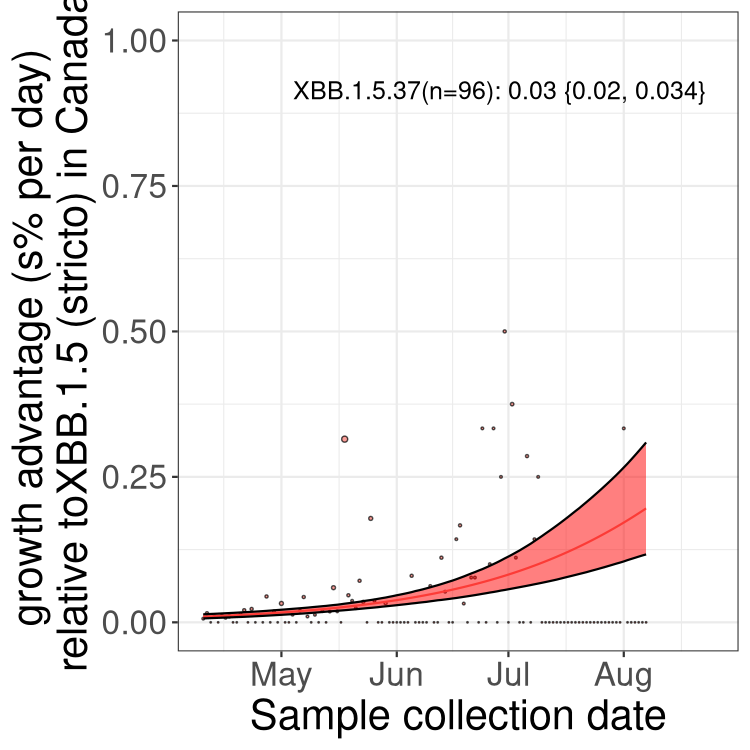 growth advantage (s% per day)
relative toXBB.1.5 (stricto) in Canada
1.00
0.75
0.50
0.25
0.00
XBB.1.5.37(n=96): 0.03 {0.02, 0.034}
May Jun Jul Aug
Sample collection date